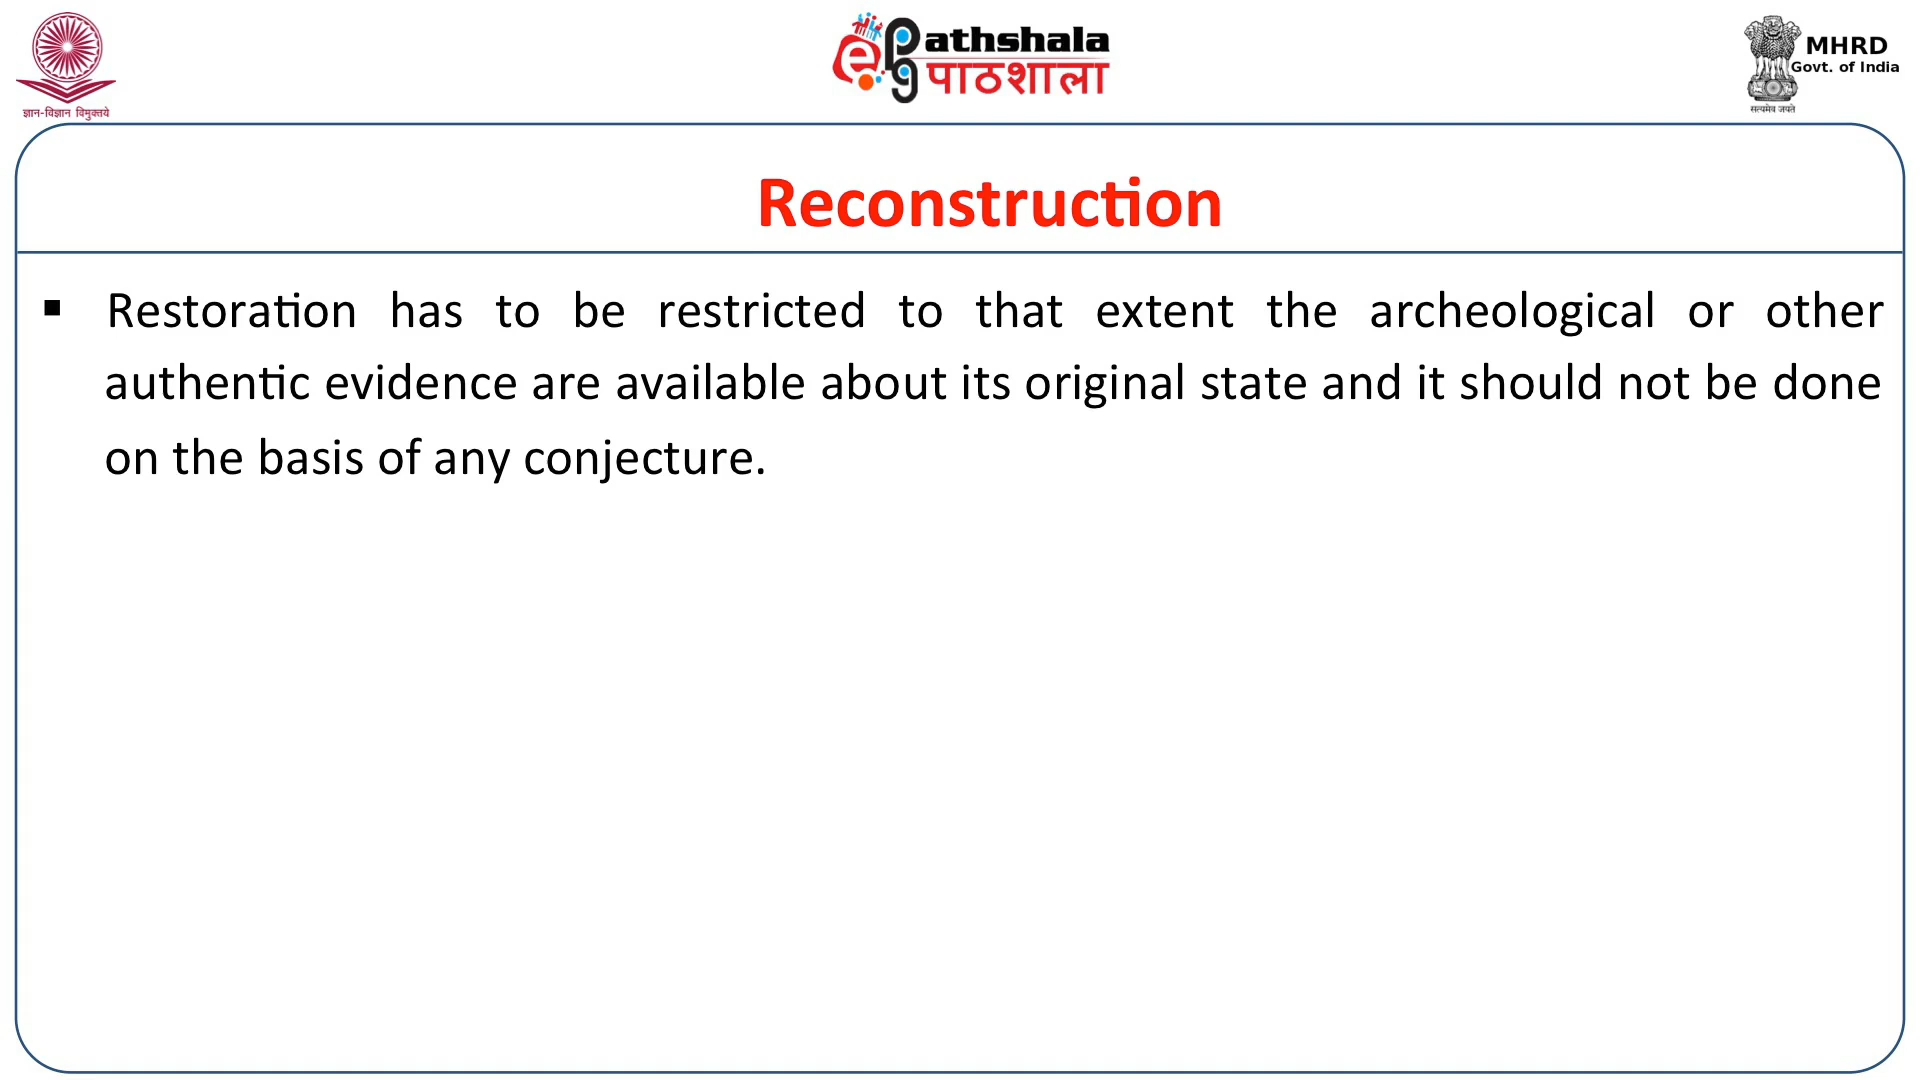 ज्ञान-विज्ञान विमुक्तये
e Pg Pathshala
पाठशाला
MHRD
Govt. of India
सत्यमेव जयते
Reconstruction
▪ Restoration has to be restricted to that extent the archeological or other
authentic evidence are available about its original state and it should not be done
on the basis of any conjecture.